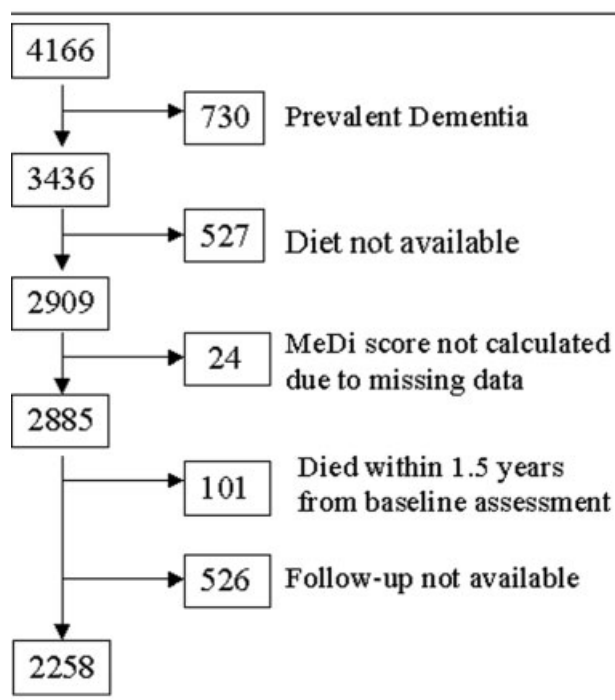 4166
730 Prevalent Dementia
3436
527 Diet not available
2909
24 MeDi score not calculated
due to missing data
2885
101 Died within 1.5 years
from baseline assessment
526 Follow-up not available
2258